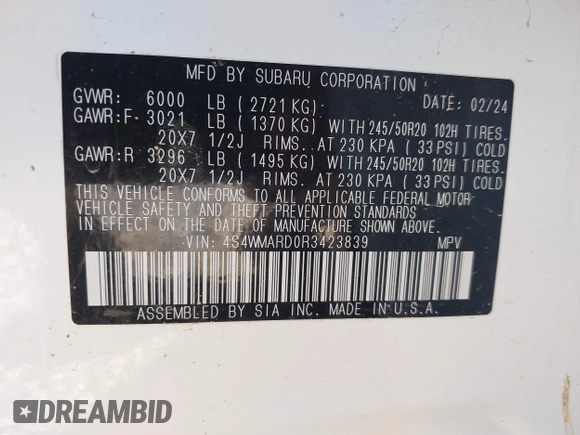 MFD BY SUBARU CORPORATION
GVWR: 6000 LB (2721 KG) DATE: 02/24
GAWR:F- 3021 LB (1370 KG) WITH 245/50R20 102H TIRES.
20X7 1/2J RIMS. AT 230 KPA (33 PSI) COLD
GAWR:R 3296 LB (1495 KG) WITH 245/50R20 102H TIRES.
20X7 1/2J RIMS. AT 230 KPA (33 PSI) COLD
THIS VEHICLE CONFORMS TO ALL APPLICABLE FEDERAL MOTOR
VEHICLE SAFETY AND THEFT PREVENTION STANDARDS
IN EFFECT ON THE DATE OF MANUFACTURE SHOWN ABOVE.
VIN: 4S4WMARD0R3423839 MPV
ASSEMBLED BY SIA INC. MADE IN U.S.A.
DREAMBID